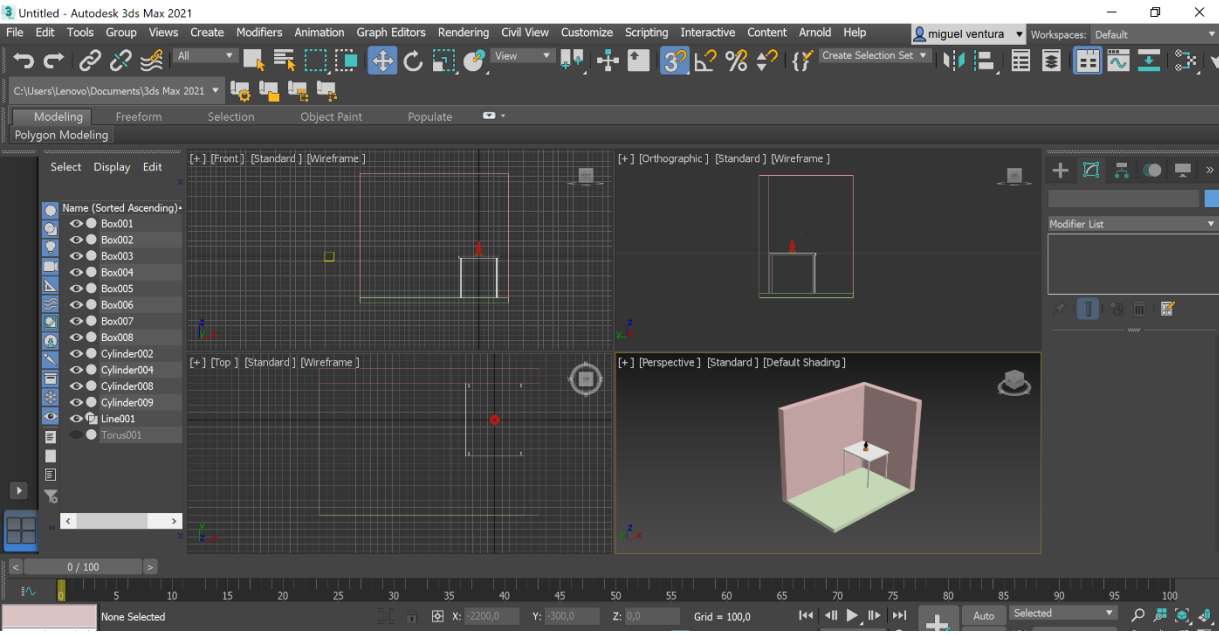 Untitled - Autodesk 3ds Max 2021
File Edit Tools Group Views Create Modifiers Animation Graph Editors Rendering Civil View Customize Scripting Interactive Content Arnold Help miguel ventura Workspaces: Default
All View 3 Create Selection Set
C:\Users\Lenovo\Documents\3ds Max 2021
Modeling Freeform Selection Object Paint Populate
Polygon Modeling
Select Display Edit
Name (Sorted Ascending)
Box001
Box002
Box003
Box004
Box005
Box006
Box007
Box008
Cylinder002
Cylinder004
Cylinder008
Cylinder009
Line001
Torus001
[+] [Front] [Standard] [Wireframe]
z
[+] [Orthographic] [Standard] [Wireframe]
z
y
[+] [Top] [Standard] [Wireframe]
y
z x
[+] [Perspective] [Standard] [Default Shading]
z
x
Modifier List
0 / 100
0 5 10 15 20 25 30 35 40 45 50 55 60 65 70 75 80 85 90 95 100
None Selected X: -2200,0 Y: -300,0 Z: 0,0 Grid = 100,0 Auto Selected